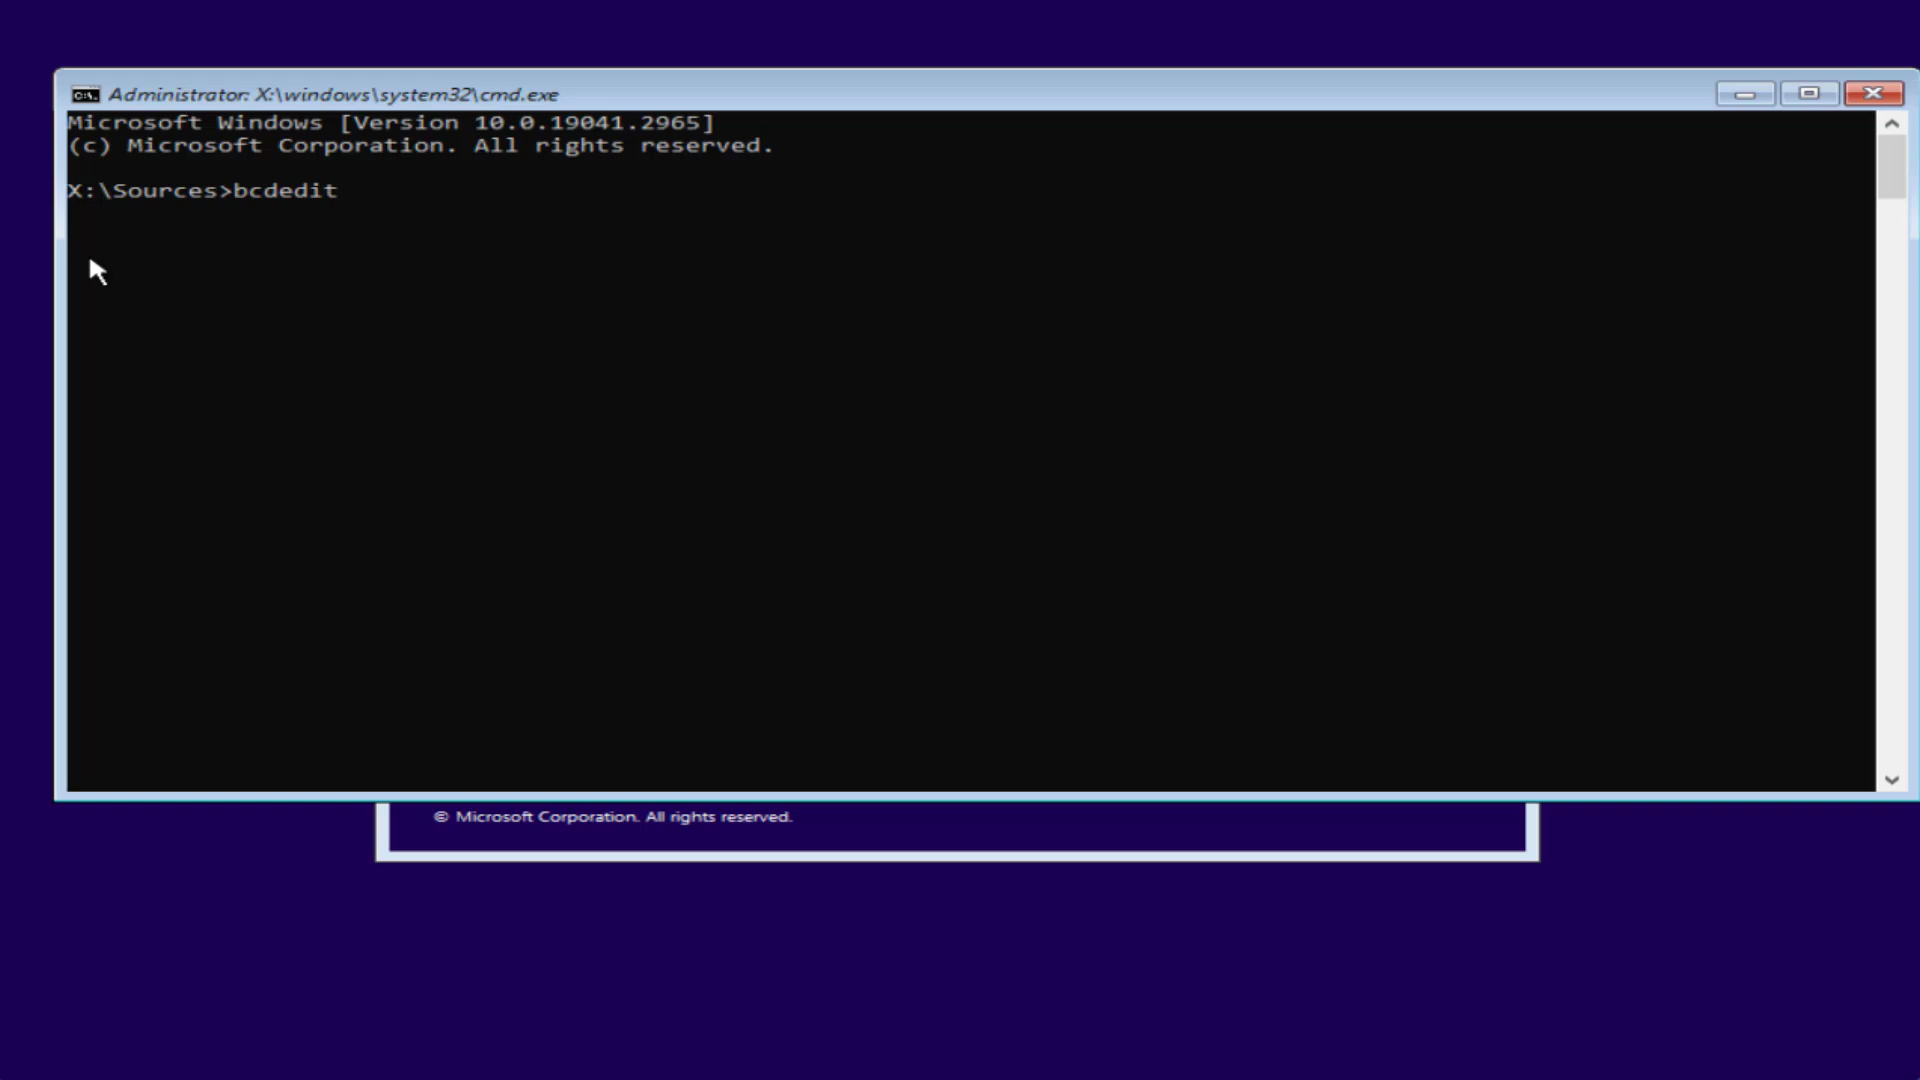 Administrator: X:\windows\system32\cmd.exe
Microsoft Windows [Version 10.0.19041.2965]
(c) Microsoft Corporation. All rights reserved.
X:\Sources>bcdedit
© Microsoft Corporation. All rights reserved.